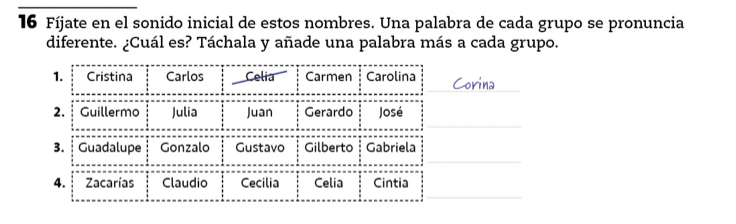 16 Fíjate en el sonido inicial de estos nombres. Una palabra de cada grupo se pronuncia
diferente. ¿Cuál es? Táchala y añade una palabra más a cada grupo.
1. Cristina Carlos Celia Carmen Carolina Corina
2. Guillermo Julia Juan Gerardo José
3. Guadalupe Gonzalo Gustavo Gilberto Gabriela
4. Zacarías Claudio Cecilia Celia Cintia